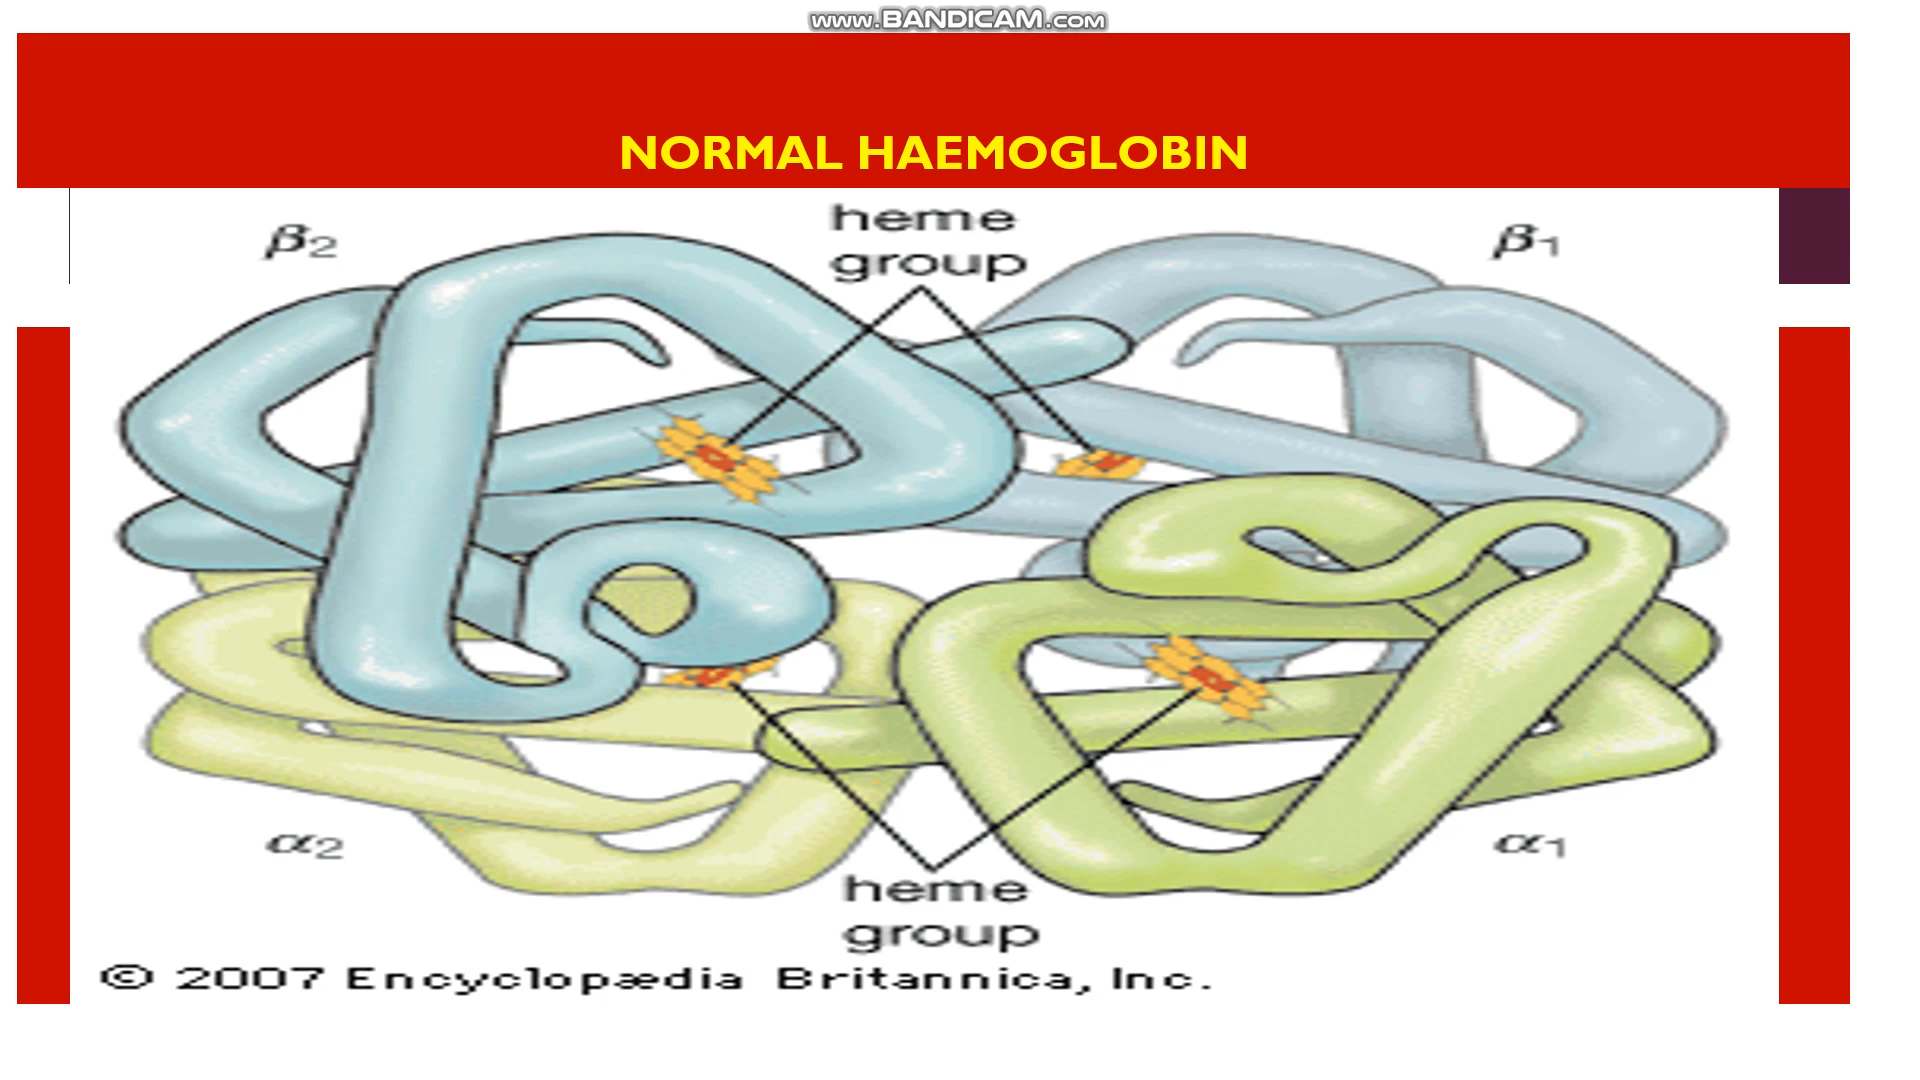 www.BANDICAM.com
NORMAL HAEMOGLOBIN
heme
group
β2
β1
α2
α1
heme
group
© 2007 Encyclopædia Britannica, Inc.